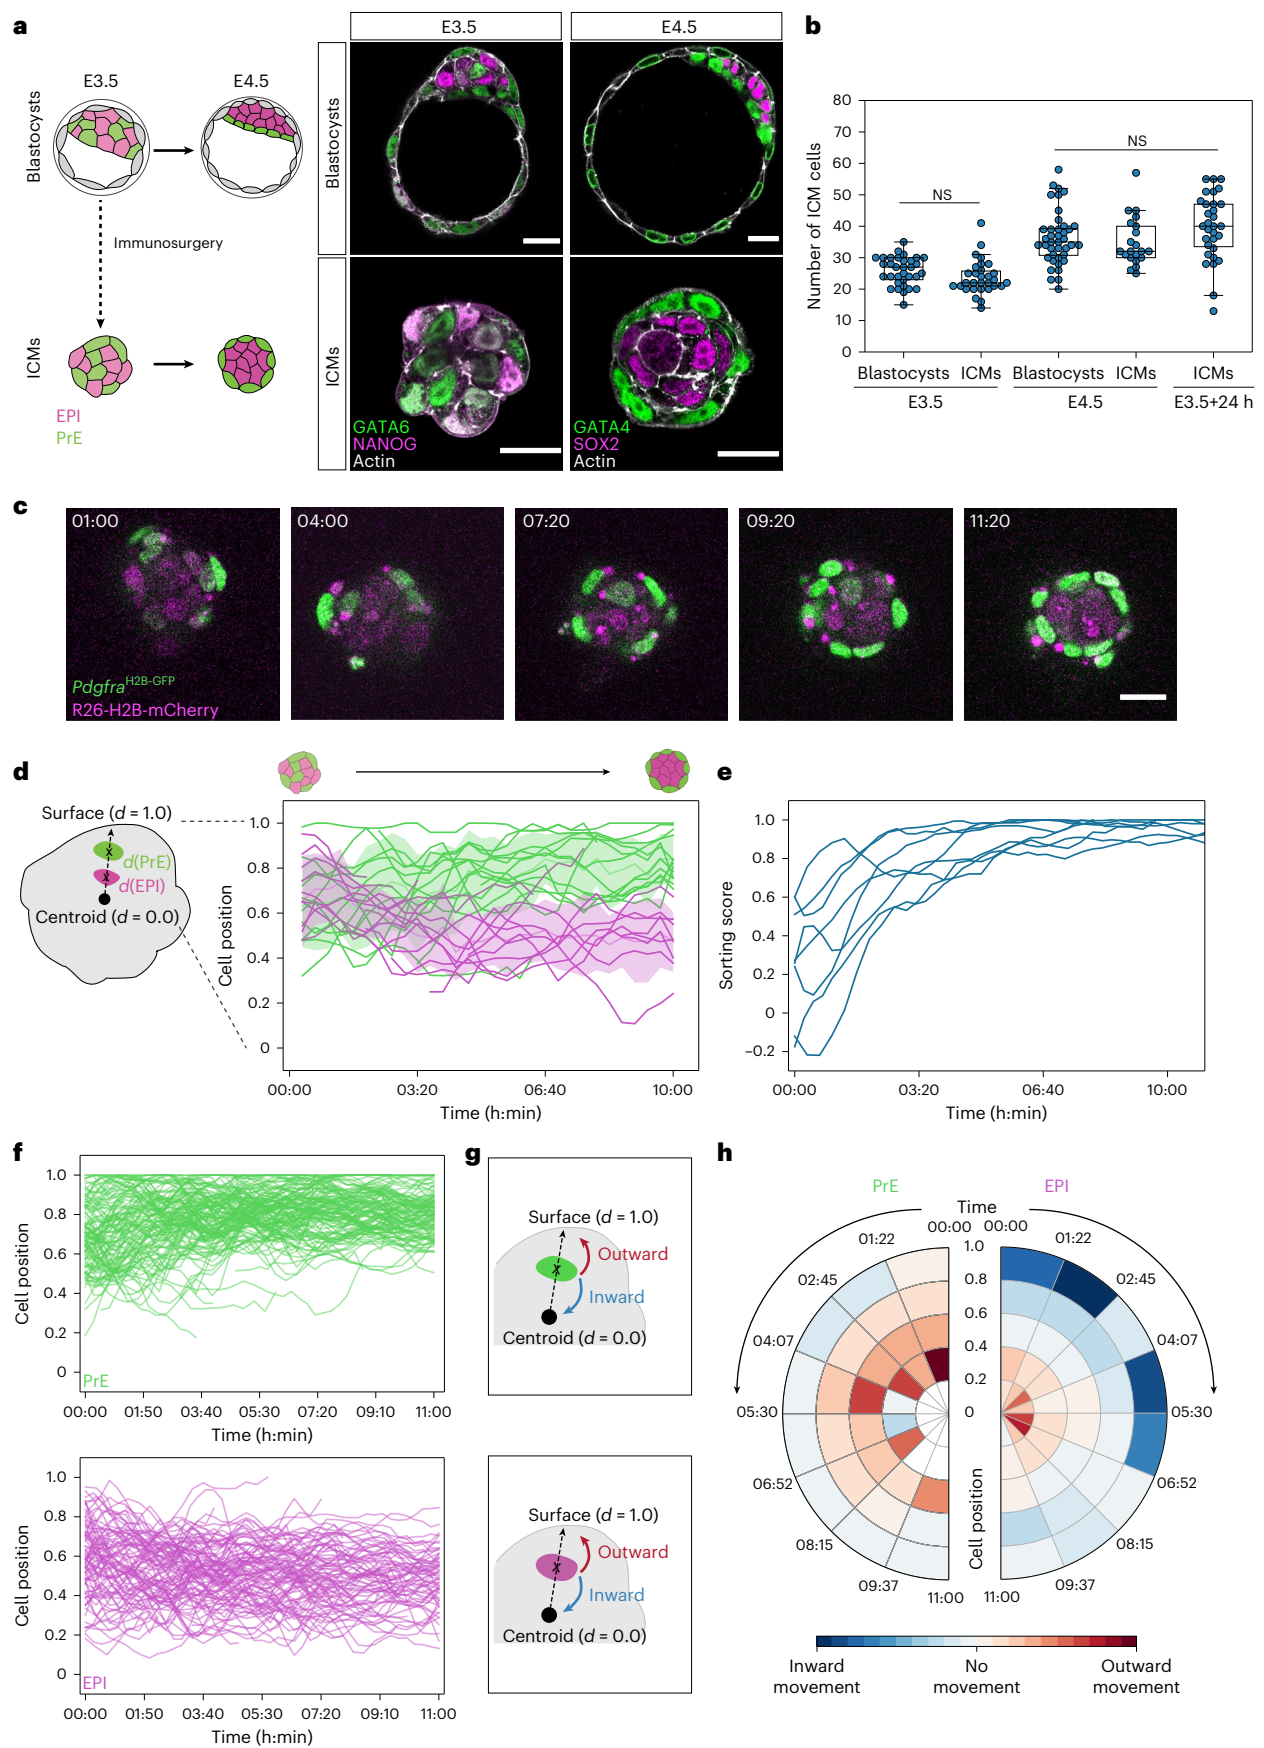 a
E3.5
E4.5
Blastocysts
E3.5
E4.5
Immunosurgery
ICMs
EPI
PrE
Blastocysts
ICMs
GATA6
NANOG
Actin
GATA4
SOX2
Actin
b
Number of ICM cells
80
70
60
50
40
30
20
10
0
NS
NS
Blastocysts ICMs Blastocysts ICMs ICMs
E3.5 E4.5 E3.5+24 h
c
01:00
04:00
07:20
09:20
11:20
Pdgfra^H2B-GFP
R26-H2B-mCherry
d
Surface (d = 1.0)
d(PrE)
d(EPI)
Centroid (d = 0.0)
Cell position
1.0
0.8
0.6
0.4
0.2
0
00:00 03:20 06:40 10:00
Time (h:min)
e
Sorting score
1.0
0.8
0.6
0.4
0.2
0
–0.2
00:00 03:20 06:40 10:00
Time (h:min)
f
Cell position
1.0
0.8
0.6
0.4
0.2
0
PrE
00:00 01:50 03:40 05:30 07:20 09:10 11:00
Time (h:min)
Cell position
1.0
0.8
0.6
0.4
0.2
0
EPI
00:00 01:50 03:40 05:30 07:20 09:10 11:00
Time (h:min)
g
Surface (d = 1.0)
Outward
Inward
Centroid (d = 0.0)
Surface (d = 1.0)
Outward
Inward
Centroid (d = 0.0)
h
PrE
EPI
Time
00:00 00:00
01:22 01:22
02:45 02:45
04:07 04:07
05:30 05:30
06:52 06:52
08:15 08:15
09:37 09:37
11:00 11:00
1.0
0.8
0.6
0.4
0.2
0
Cell position
Inward movement
No movement
Outward movement